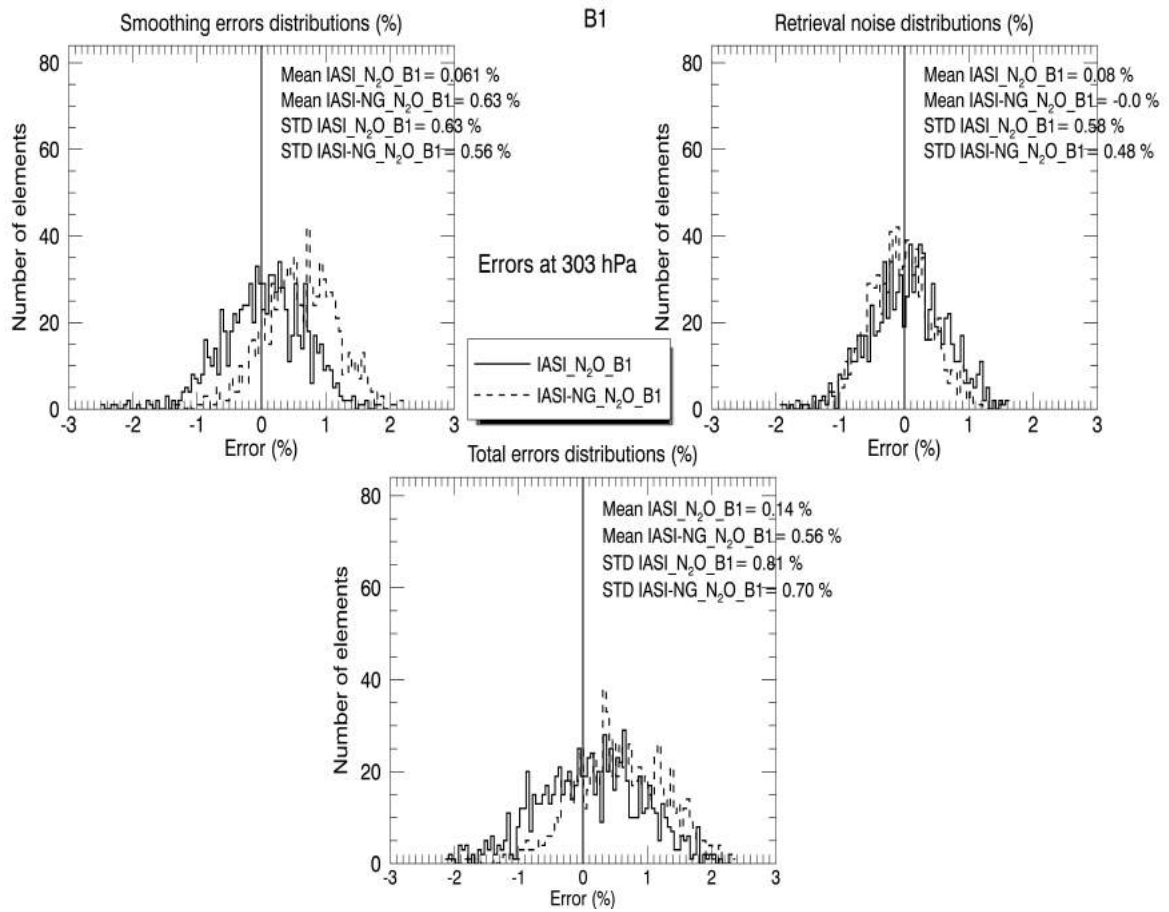 B1
Smoothing errors distributions (%)
Number of elements
80
60
40
20
0
Mean IASI_N₂O_B1= 0.061 %
Mean IASI-NG_N₂O_B1= 0.63 %
STD IASI_N₂O_B1= 0.63 %
STD IASI-NG_N₂O_B1= 0.56 %
-3 -2 -1 0 1 2 3
Error (%)
Errors at 303 hPa
IASI_N₂O_B1
IASI-NG_N₂O_B1
Retrieval noise distributions (%)
Number of elements
80
60
40
20
0
Mean IASI_N₂O_B1= 0.08 %
Mean IASI-NG_N₂O_B1= -0.0 %
STD IASI_N₂O_B1= 0.58 %
STD IASI-NG_N₂O_B1= 0.48 %
-3 -2 -1 0 1 2 3
Error (%)
Total errors distributions (%)
Number of elements
80
60
40
20
0
Mean IASI_N₂O_B1= 0.14 %
Mean IASI-NG_N₂O_B1= 0.56 %
STD IASI_N₂O_B1= 0.81 %
STD IASI-NG_N₂O_B1= 0.70 %
-3 -2 -1 0 1 2 3
Error (%)